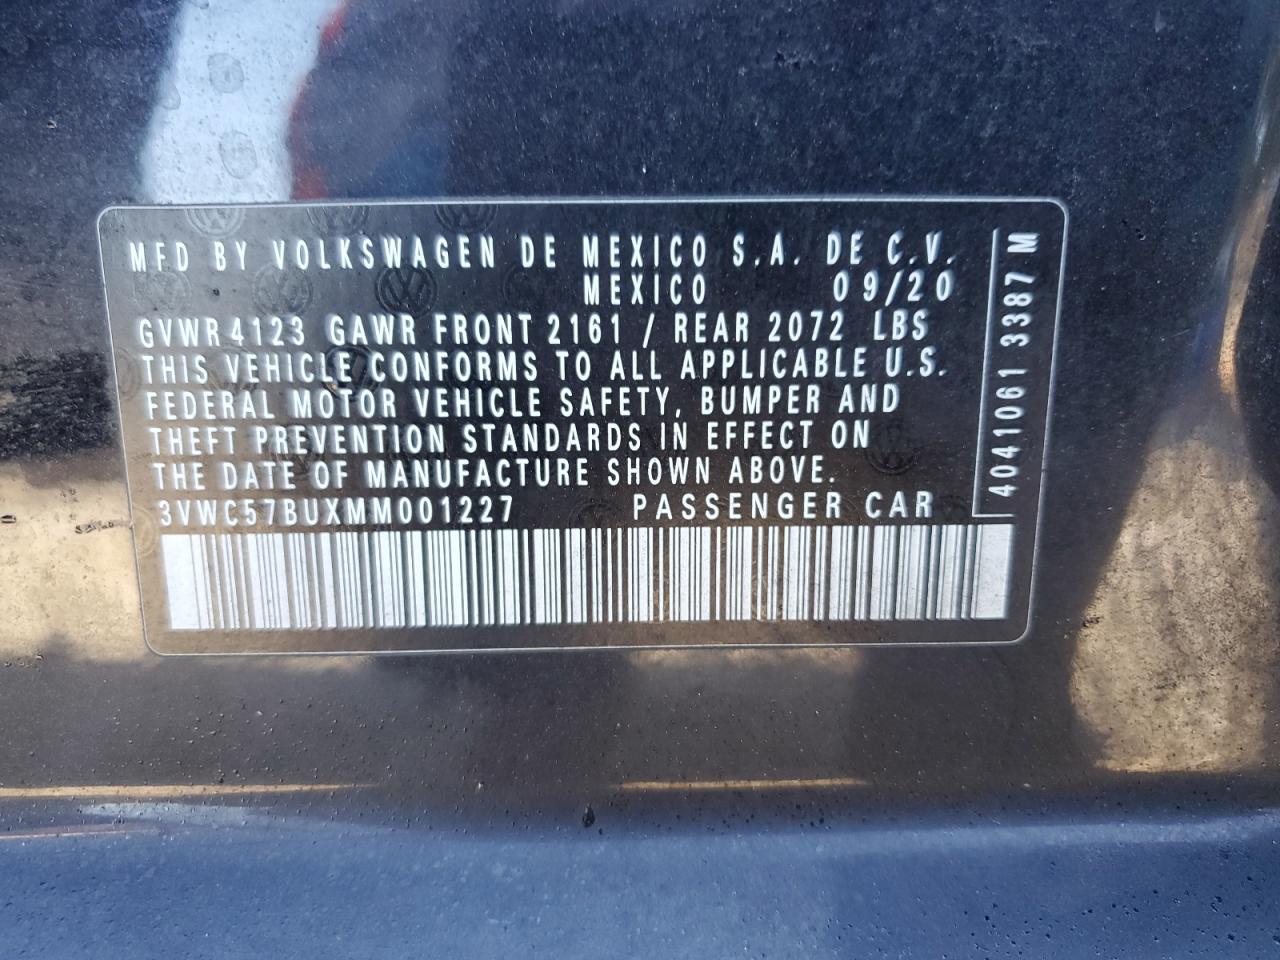 MFD BY VOLKSWAGEN DE MEXICO S.A. DE C.V.
MEXICO 09/20
GVWR 4123 GAWR FRONT 2161 / REAR 2072 LBS
THIS VEHICLE CONFORMS TO ALL APPLICABLE U.S.
FEDERAL MOTOR VEHICLE SAFETY, BUMPER AND
THEFT PREVENTION STANDARDS IN EFFECT ON
THE DATE OF MANUFACTURE SHOWN ABOVE.
3VWC57BUXMM001227 PASSENGER CAR
4041061 3387 M